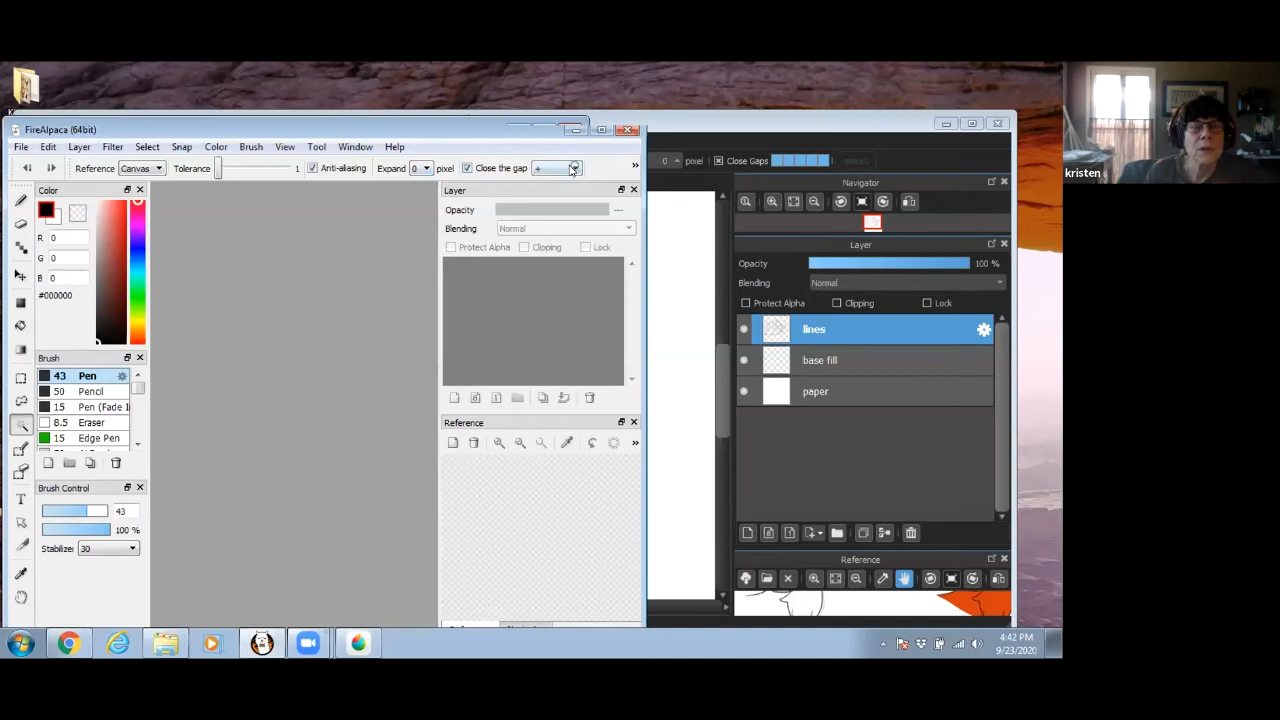 FireAlpaca (64bit)
File Edit Layer Filter Select Snap Color Brush View Tool Window Help
Reference Canvas Tolerance 1 Anti-aliasing Expand 0 pixel Close the gap + »
0 pixel Close Gaps
Color
R 0
G 0
B 0
#000000
Brush
43 Pen
50 Pencil
15 Pen (Fade I
8.5 Eraser
15 Edge Pen
Brush Control
43
100 %
Stabilizer 30
Layer
Opacity ---
Blending Normal
Protect Alpha Clipping Lock
Reference
»
Navigator
Layer
Opacity 100 %
Blending Normal
Protect Alpha Clipping Lock
lines
base fill
paper
Reference
4:42 PM
9/23/2020
kristen